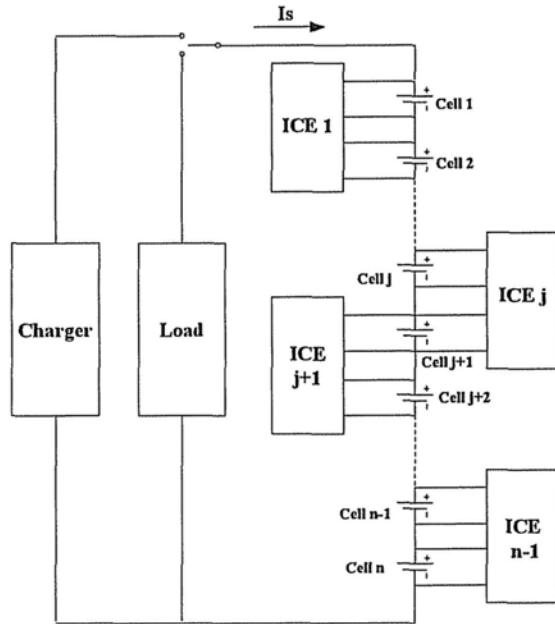 Is
ICE 1
+
Cell 1
-
+
Cell 2
-
Charger
Load
+
Cell j
-
ICE j
ICE
j+1
+
-
Cell j+1
+
Cell j+2
-
+
Cell n-1
-
ICE
n-1
+
Cell n
-